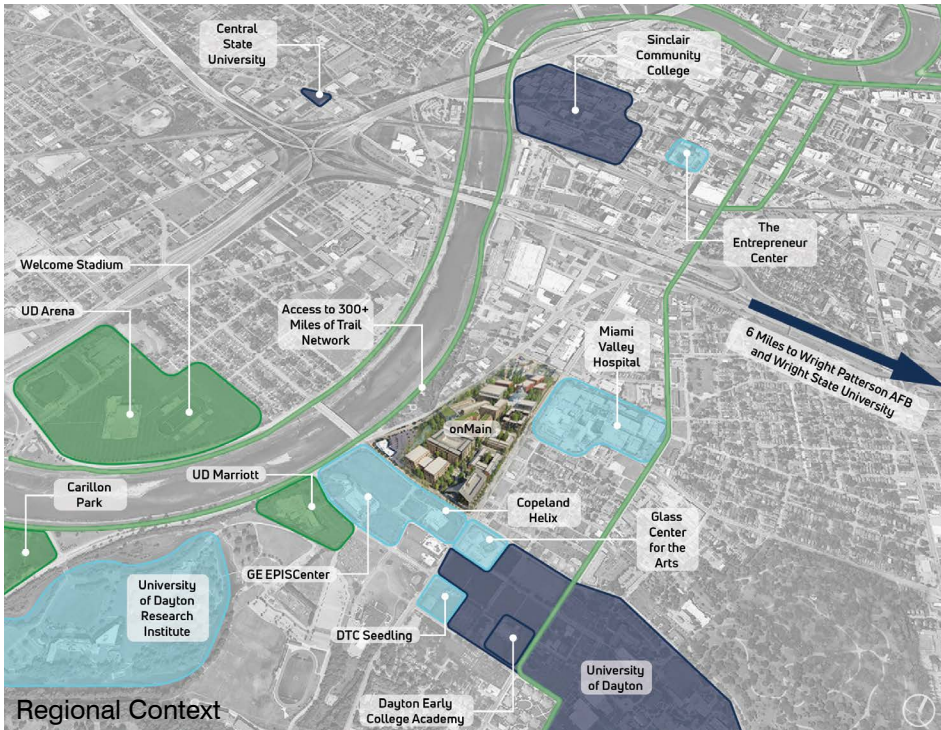 Central
State
University
Sinclair
Community
College
The
Entrepreneur
Center
Welcome Stadium
UD Arena
Access to 300+
Miles of Trail
Network
Miami
Valley
Hospital
6 Miles to Wright Patterson AFB
and Wright State University
onMain
Carillon
Park
UD Marriott
Copeland
Helix
Glass
Center
for the
Arts
GE EPISCenter
University
of Dayton
Research
Institute
DTC Seedling
University
of Dayton
Dayton Early
College Academy
Regional Context